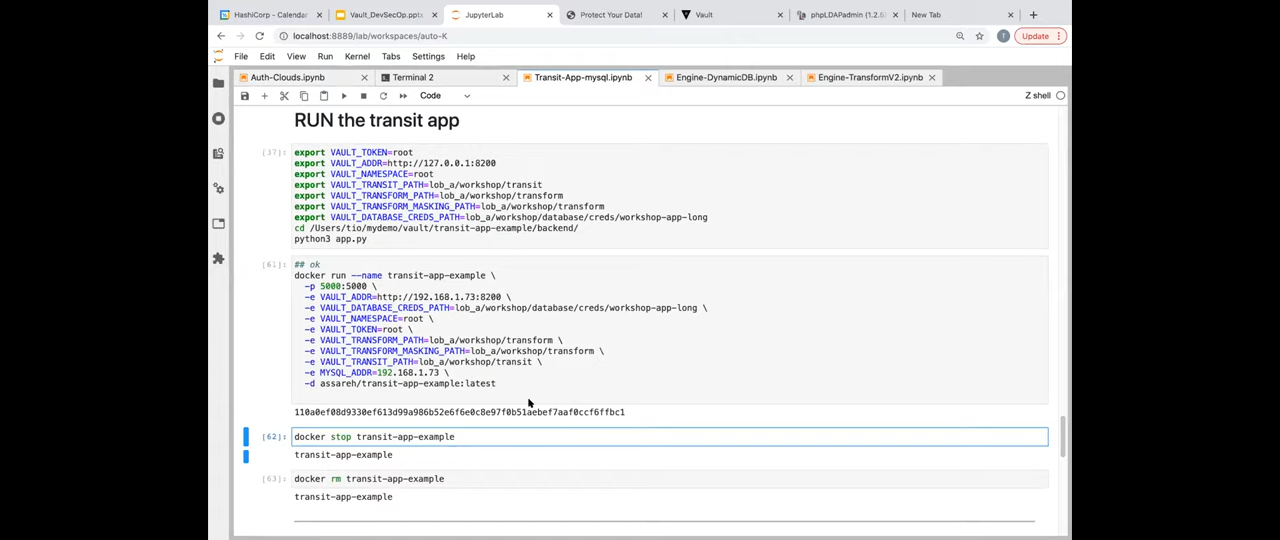 HashiCorp - Calendar
Vault_DevSecOp.pptx
JupyterLab
Protect Your Data!
Vault
phpLDAPadmin (1.2.6)
New Tab
localhost:8889/lab/workspaces/auto-K
T
Update
File Edit View Run Kernel Tabs Settings Help
Auth-Clouds.ipynb
Terminal 2
Transit-App-mysql.ipynb
Engine-DynamicDB.ipynb
Engine-TransformV2.ipynb
Code
Z shell
RUN the transit app
[37]:
export VAULT_TOKEN=root
export VAULT_ADDR=http://127.0.0.1:8200
export VAULT_NAMESPACE=root
export VAULT_TRANSIT_PATH=lob_a/workshop/transit
export VAULT_TRANSFORM_PATH=lob_a/workshop/transform
export VAULT_TRANSFORM_MASKING_PATH=lob_a/workshop/transform
export VAULT_DATABASE_CREDS_PATH=lob_a/workshop/database/creds/workshop-app-long
cd /Users/tio/mydemo/vault/transit-app-example/backend/
python3 app.py
[61]:
## ok
docker run --name transit-app-example \
-p 5000:5000 \
-e VAULT_ADDR=http://192.168.1.73:8200 \
-e VAULT_DATABASE_CREDS_PATH=lob_a/workshop/database/creds/workshop-app-long \
-e VAULT_NAMESPACE=root \
-e VAULT_TOKEN=root \
-e VAULT_TRANSFORM_PATH=lob_a/workshop/transform \
-e VAULT_TRANSFORM_MASKING_PATH=lob_a/workshop/transform \
-e VAULT_TRANSIT_PATH=lob_a/workshop/transit \
-e MYSQL_ADDR=192.168.1.73 \
-d assareh/transit-app-example:latest
110a0ef08d9330ef613d99a986b52e6f6e0c8e97f0b51aebef7aaf0ccf6ffbc1
[62]:
docker stop transit-app-example
transit-app-example
[63]:
docker rm transit-app-example
transit-app-example